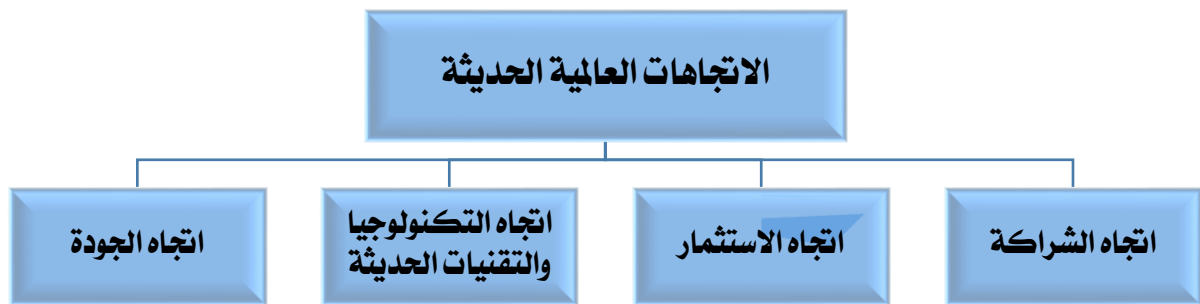 الاتجاهات العالمية الحديثة
اتجاه الشراكة
اتجاه الاستثمار
اتجاه التكنولوجيا
والتقنيات الحديثة
اتجاه الجودة